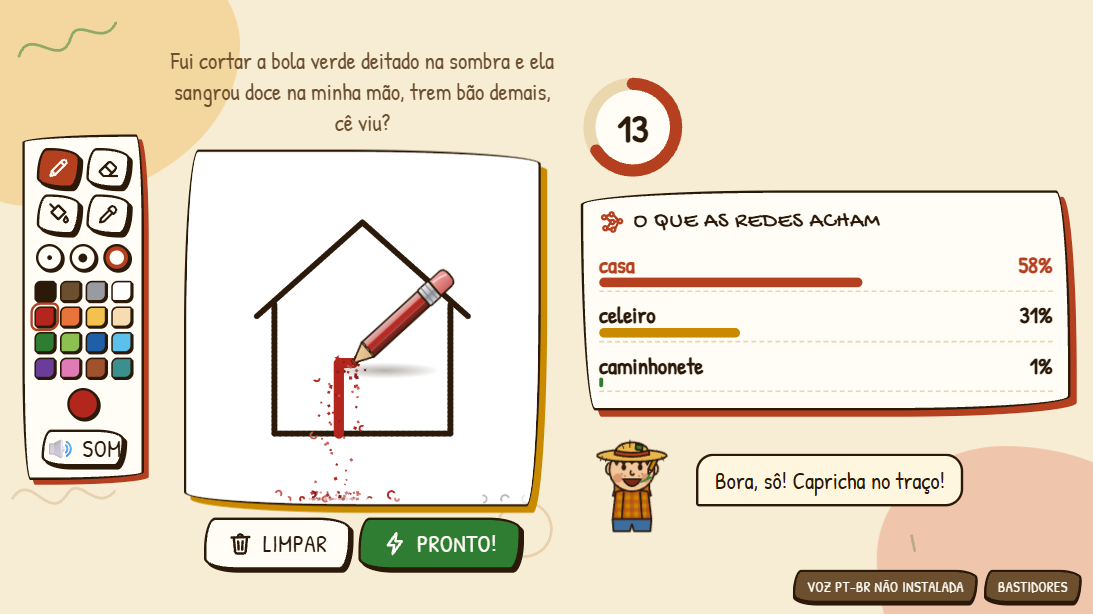 Fui cortar a bola verde deitado na sombra e ela
sangrou doce na minha mão, trem bão demais,
cê viu?
13
O QUE AS REDES ACHAM
casa 58%
celeiro 31%
caminhonete 1%
SOM
Bora, sô! Capricha no traço!
LIMPAR
PRONTO!
VOZ PT-BR NÃO INSTALADA
BASTIDORES